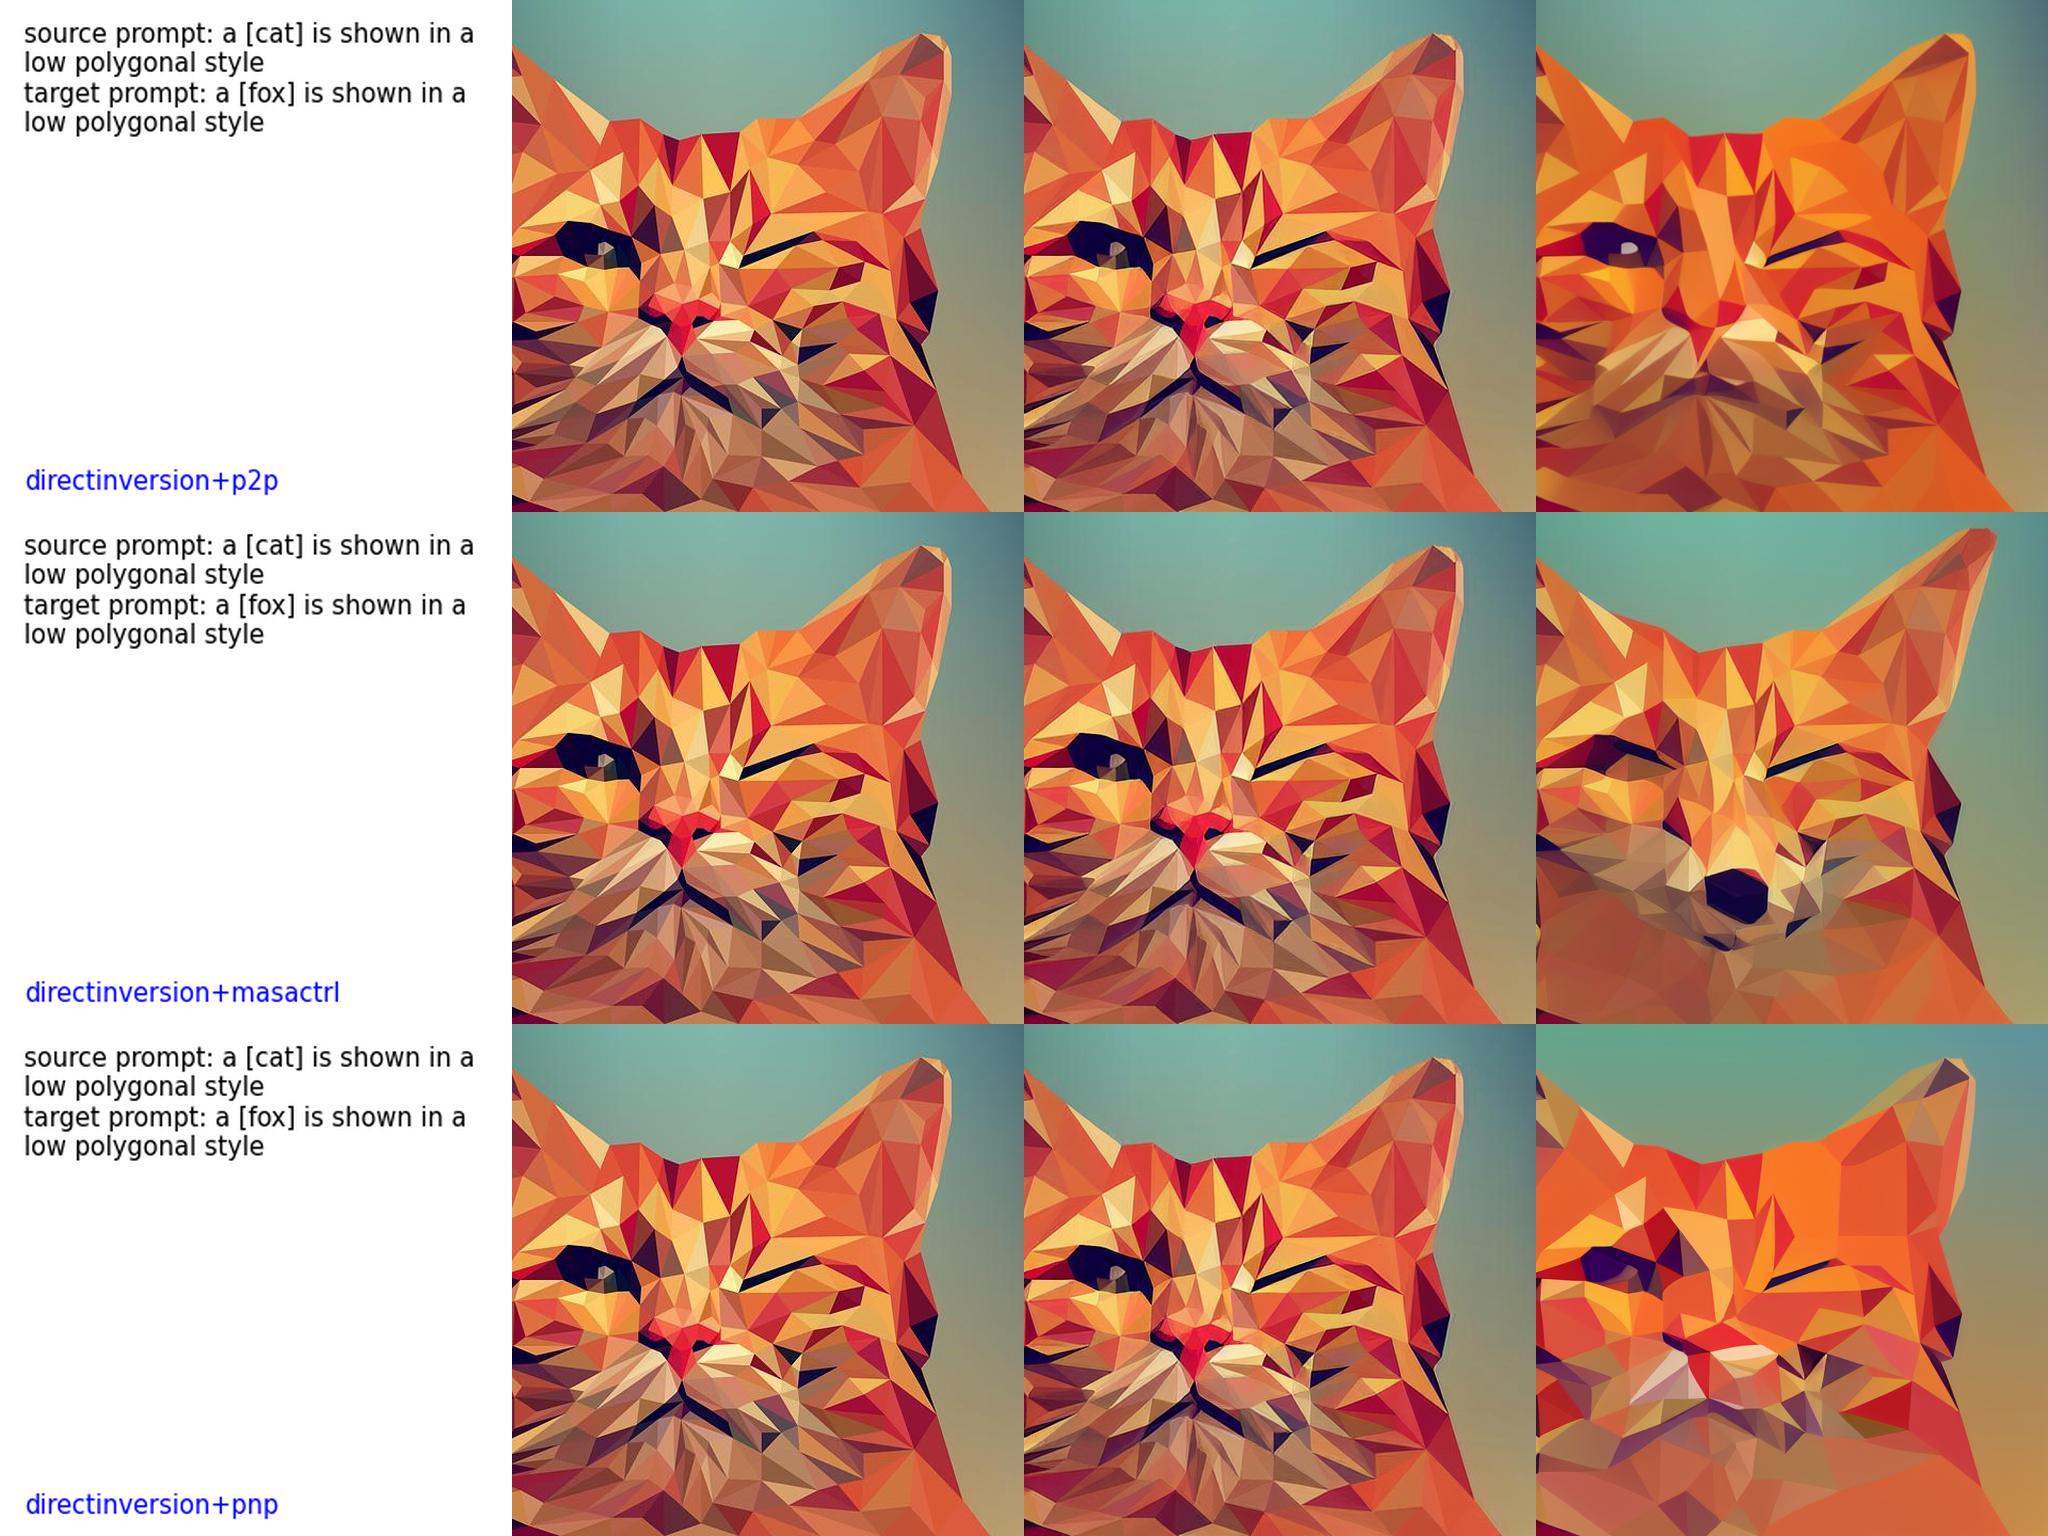 source prompt: a [cat] is shown in a
low polygonal style
target prompt: a [fox] is shown in a
low polygonal style
directinversion+p2p
source prompt: a [cat] is shown in a
low polygonal style
target prompt: a [fox] is shown in a
low polygonal style
directinversion+masactrl
source prompt: a [cat] is shown in a
low polygonal style
target prompt: a [fox] is shown in a
low polygonal style
directinversion+pnp